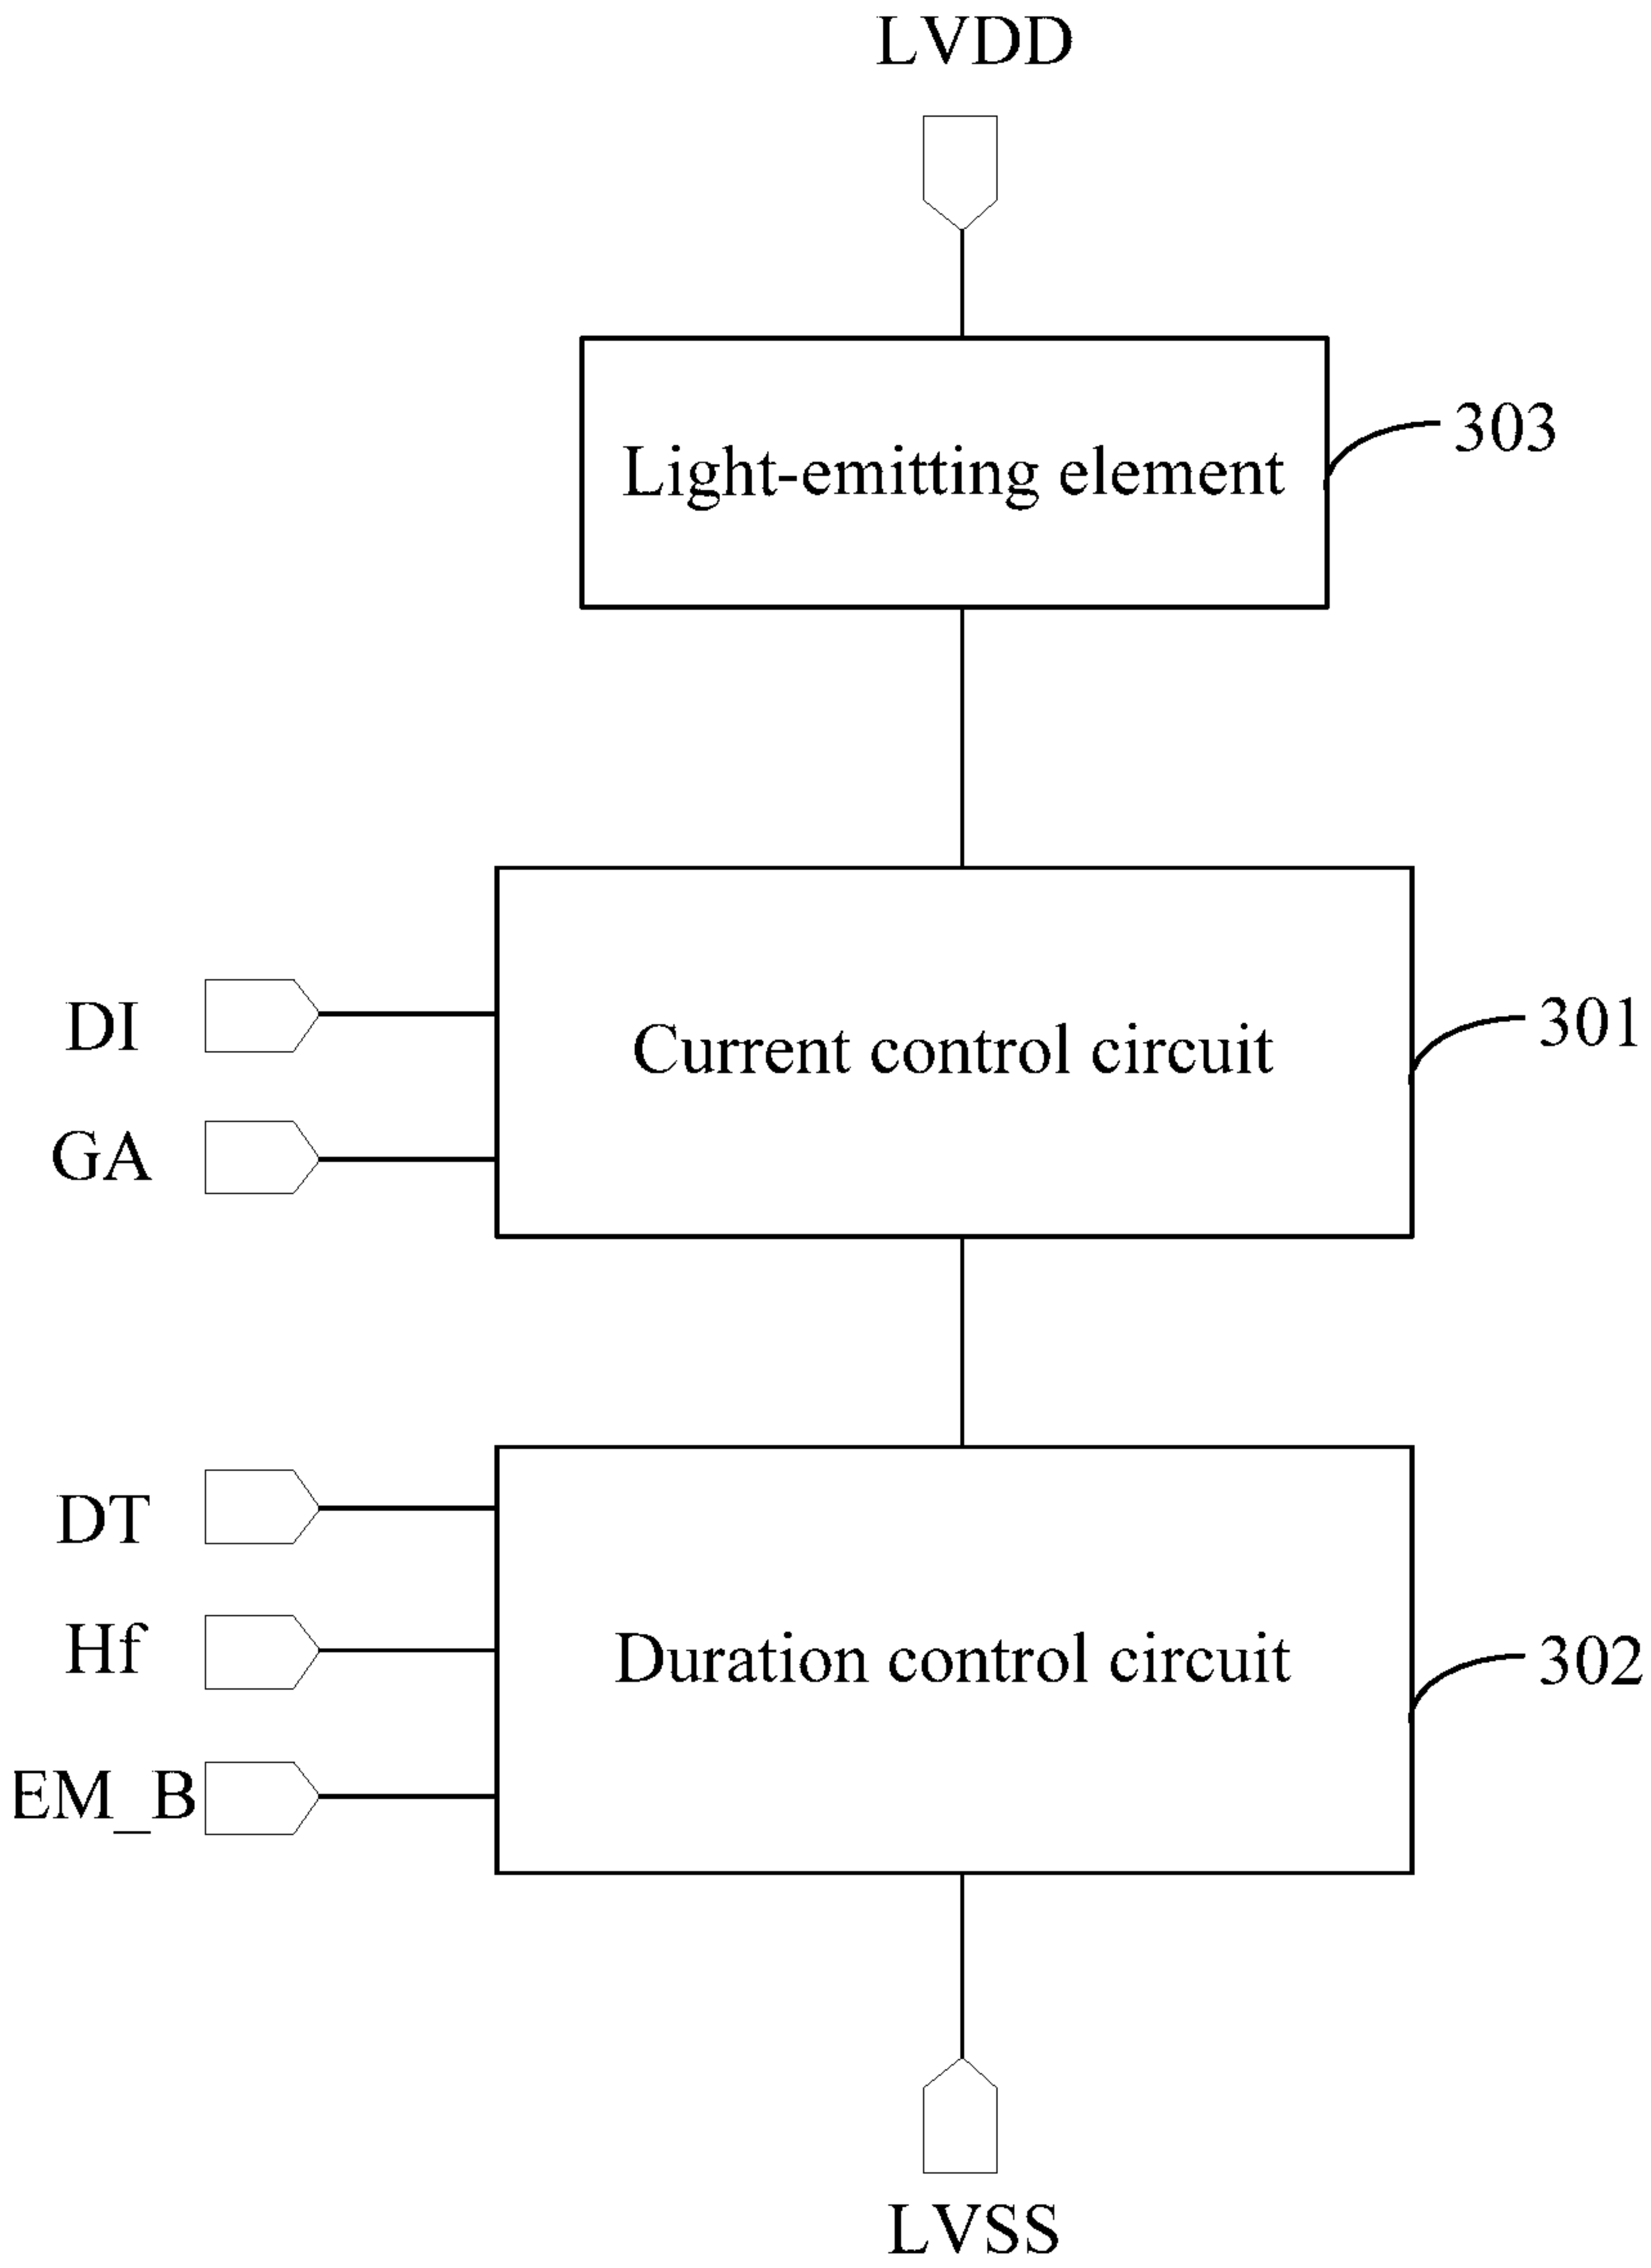 LVDD
Light-emitting element
303
DI
GA
Current control circuit
301
DT
Hf
EM_B
Duration control circuit
302
LVSS